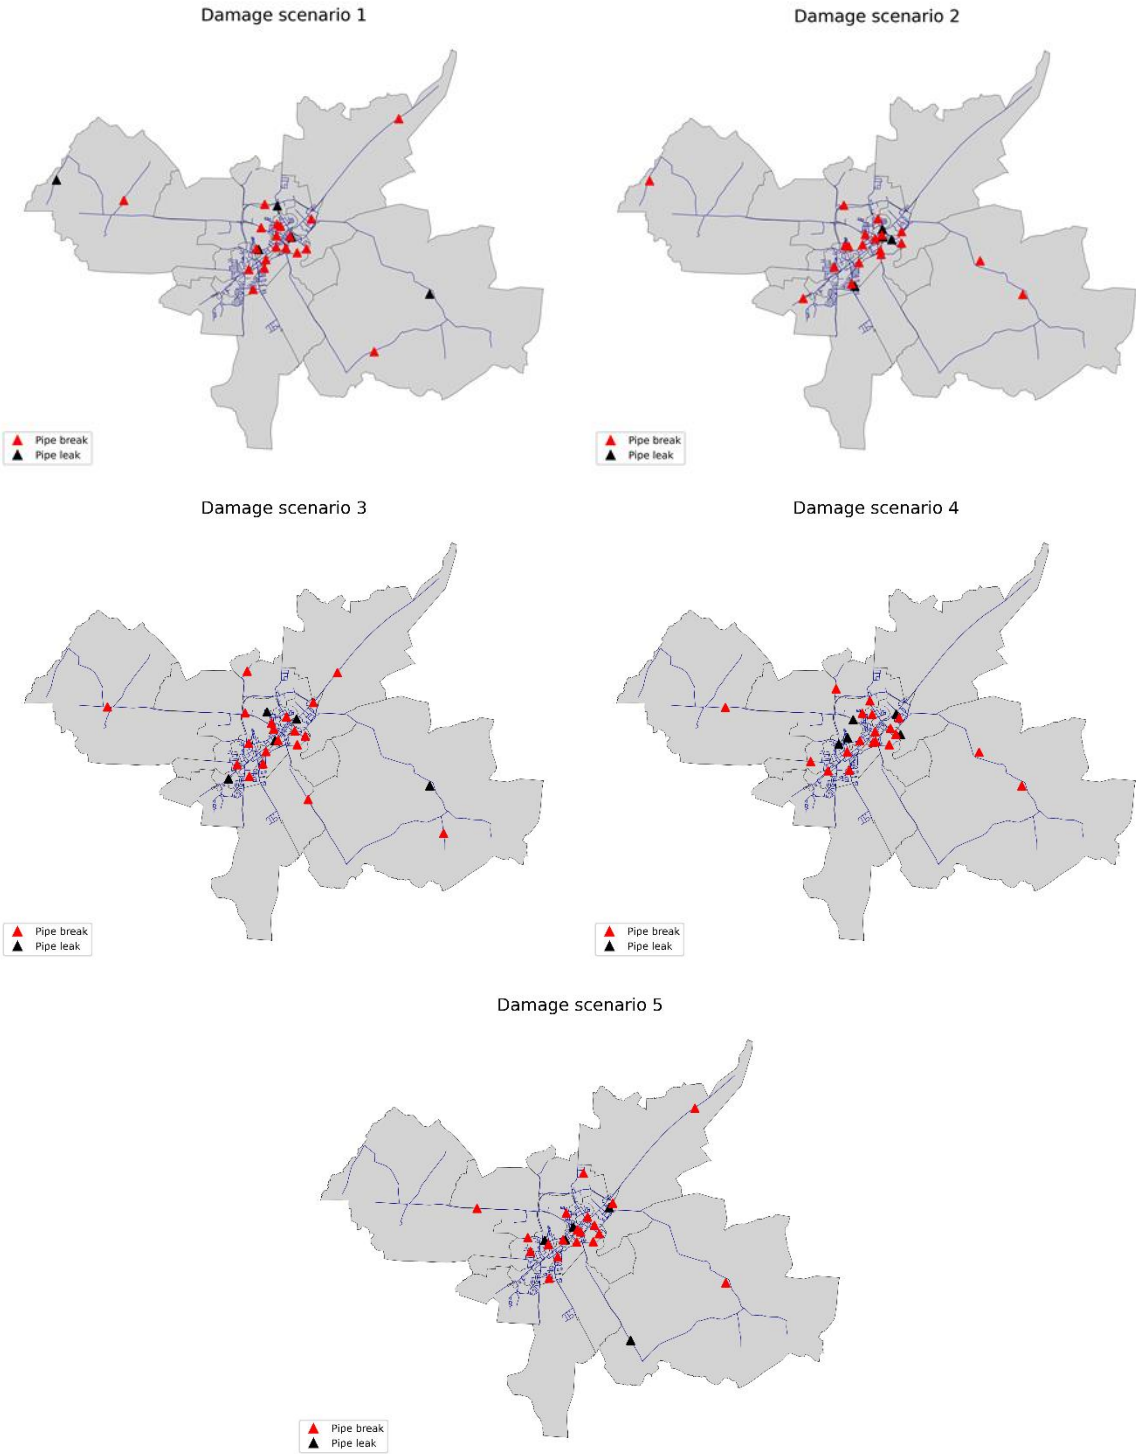 Damage scenario 1
Damage scenario 2
Pipe break
Pipe leak
Pipe break
Pipe leak
Damage scenario 3
Damage scenario 4
Pipe break
Pipe leak
Pipe break
Pipe leak
Damage scenario 5
Pipe break
Pipe leak